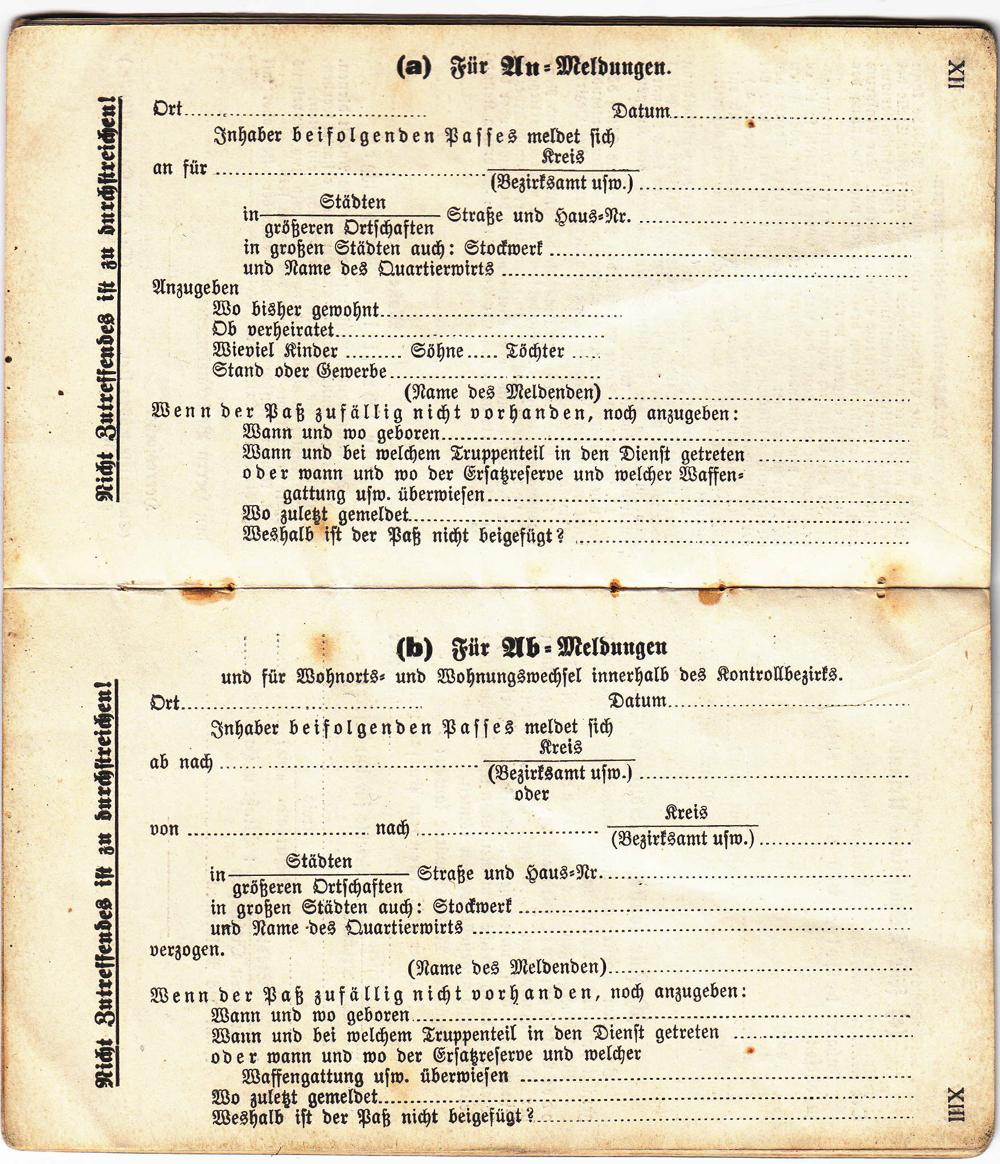 XII
(a) Für An-Meldungen.
Nicht Zutreffendes ist zu durchstreichen!
Ort Datum
Inhaber beifolgenden Passes meldet sich
an für Kreis
(Bezirksamt usw.)
in Städten
größeren Ortschaften Straße und Haus-Nr.
in großen Städten auch: Stockwerk
und Name des Quartierwirts
Anzugeben
Wo bisher gewohnt
Ob verheiratet
Wieviel Kinder Söhne Töchter
Stand oder Gewerbe
(Name des Meldenden)
Wenn der Paß zufällig nicht vorhanden, noch anzugeben:
Wann und wo geboren
Wann und bei welchem Truppenteil in den Dienst getreten
oder wann und wo der Ersatzreserve und welcher Waffen-
gattung usw. überwiesen
Wo zuletzt gemeldet
Weshalb ist der Paß nicht beigefügt?
(b) Für Ab-Meldungen
und für Wohnorts- und Wohnungswechsel innerhalb des Kontrollbezirks.
Nicht Zutreffendes ist zu durchstreichen!
Ort Datum
Inhaber beifolgenden Passes meldet sich
ab nach Kreis
(Bezirksamt usw.)
oder
von nach Kreis
(Bezirksamt usw.)
in Städten
größeren Ortschaften Straße und Haus-Nr.
in großen Städten auch: Stockwerk
und Name des Quartierwirts
verzogen.
(Name des Meldenden)
Wenn der Paß zufällig nicht vorhanden, noch anzugeben:
Wann und wo geboren
Wann und bei welchem Truppenteil in den Dienst getreten
oder wann und wo der Ersatzreserve und welcher
Waffengattung usw. überwiesen
Wo zuletzt gemeldet
Weshalb ist der Paß nicht beigefügt?
XIII